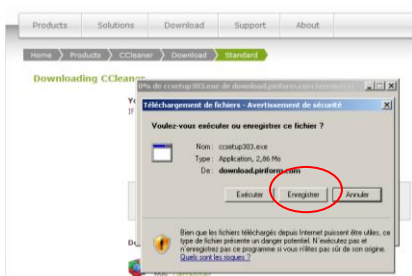 Products Solutions Download Support About
Home Products CCleaner Download Standard
Downloading CCleaner
0% de ccsetup303.exe de download.piriform.com
Yo
If
Téléchargement de fichiers - Avertissement de sécurité
Voulez-vous exécuter ou enregistrer ce fichier ?
Nom : ccsetup303.exe
Type : Application, 2,86 Mo
De : download.piriform.com
Exécuter Enregistrer Annuler
Bien que les fichiers téléchargés depuis Internet puissent être utiles, ce
type de fichier présente un danger potentiel. N'exécutez pas et
n'enregistrez pas ce programme si vous n'êtes pas sûr de son origine.
Quels sont les risques ?